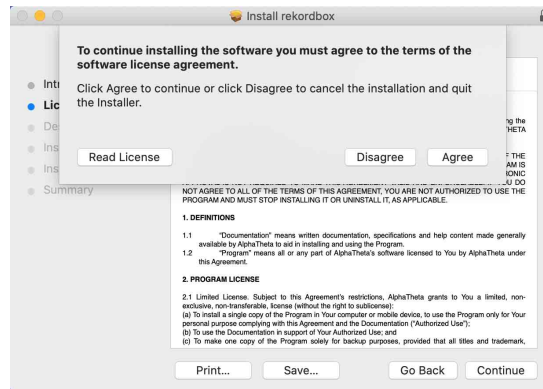 Install rekordbox
To continue installing the software you must agree to the terms of the
software license agreement.
Click Agree to continue or click Disagree to cancel the installation and quit
the Installer.
Read License
Disagree
Agree
Int
Lic
De
Ins
Ins
Summary
ng the
THETA
F THE
AM IS
RONIC
U DO
NOT AGREE TO ALL OF THE TERMS OF THIS AGREEMENT, YOU ARE NOT AUTHORIZED TO USE THE
PROGRAM AND MUST STOP INSTALLING IT OR UNINSTALL IT, AS APPLICABLE.
1. DEFINITIONS
1.1 "Documentation" means written documentation, specifications and help content made generally
available by AlphaTheta to aid in installing and using the Program.
1.2 "Program" means all or any part of AlphaTheta's software licensed to You by AlphaTheta under
this Agreement.
2. PROGRAM LICENSE
2.1 Limited License. Subject to this Agreement's restrictions, AlphaTheta grants to You a limited, non-
exclusive, non-transferable, license (without the right to sublicense):
(a) To install a single copy of the Program in Your computer or mobile device, to use the Program only for Your
personal purpose complying with this Agreement and the Documentation ("Authorized Use");
(b) To use the Documentation in support of Your Authorized Use; and
(c) To make one copy of the Program solely for backup purposes, provided that all titles and trademark,
Print...
Save...
Go Back
Continue